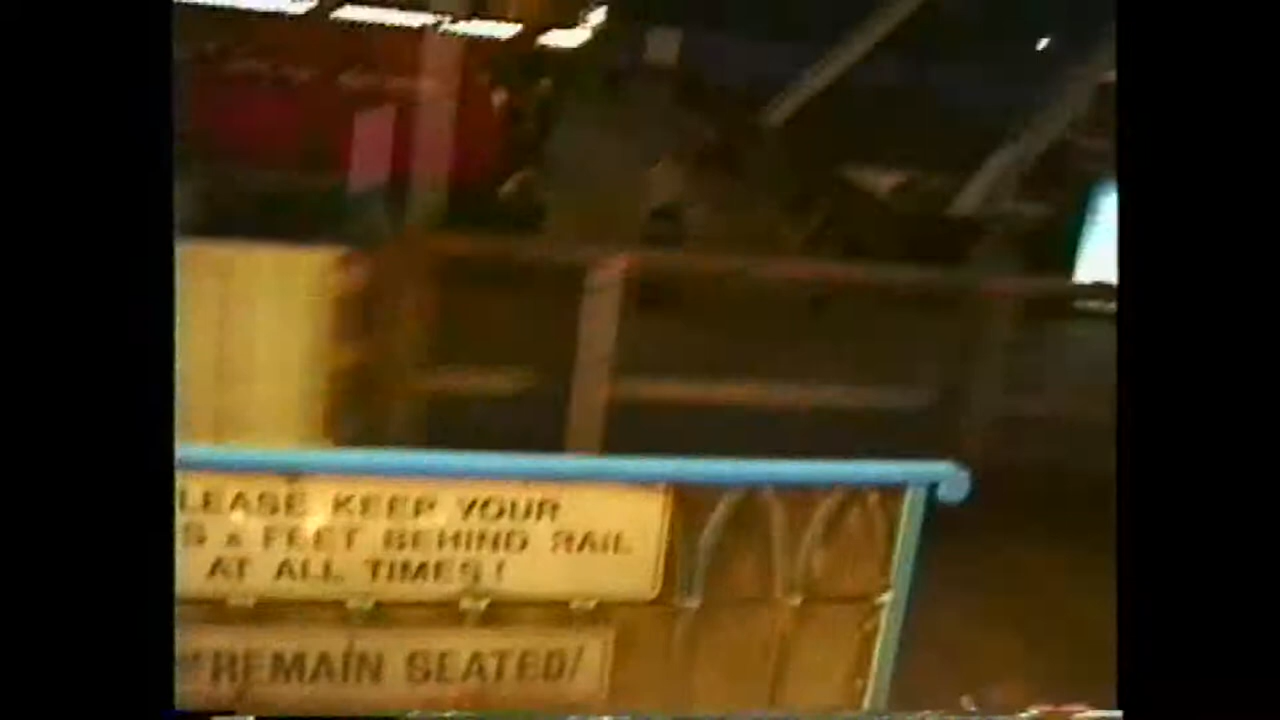 LEASE KEEP YOUR
S & FEET BEHIND RAIL
AT ALL TIMES!
REMAIN SEATED/